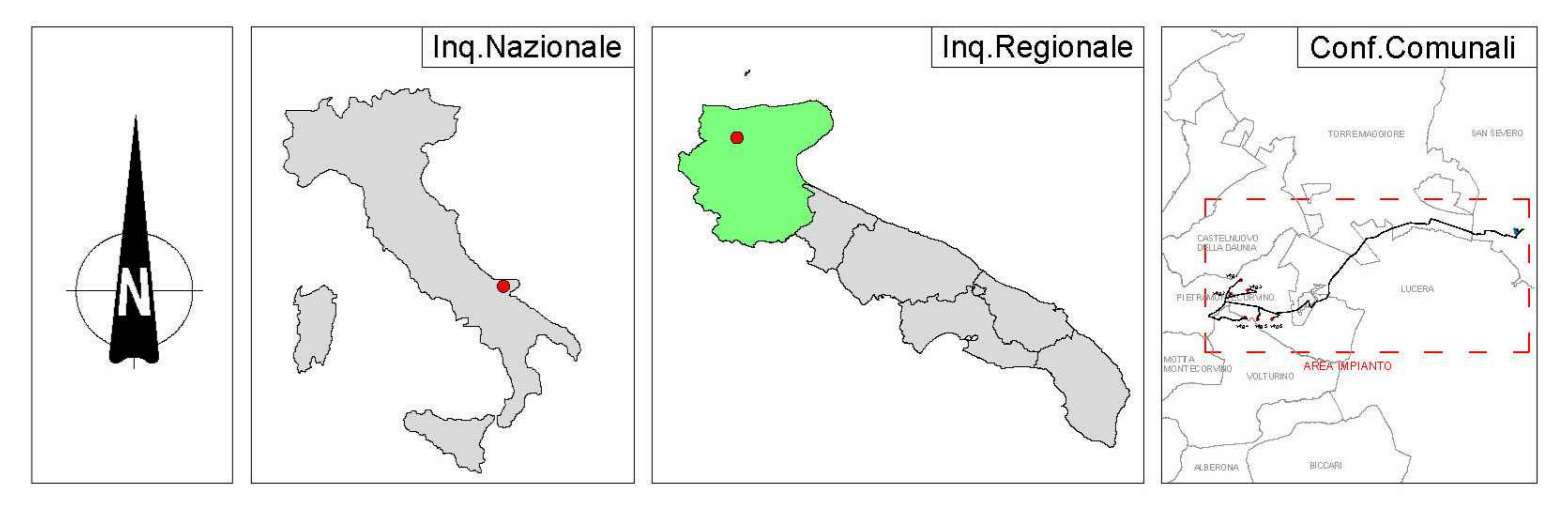 N
Inq.Nazionale
Inq.Regionale
Conf.Comunali
TORREMAGGIORE
SAN SEVERO
CASTELNUOVO
DELLA DAUNIA
PIETRAMONTECORVINO
LUCERA
MOTTA
MONTECORVINO
VOLTURINO
AREA IMPIANTO
ALBERONA
BICCARI